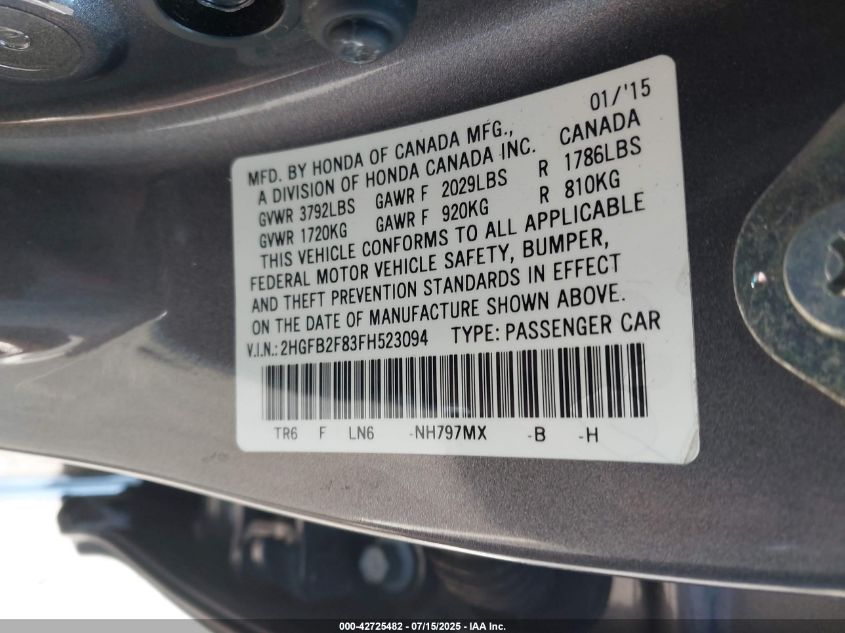 01/'15
MFD. BY HONDA OF CANADA MFG.,
A DIVISION OF HONDA CANADA INC. CANADA
GVWR 3792LBS GAWR F 2029LBS R 1786LBS
GVWR 1720KG GAWR F 920KG R 810KG
THIS VEHICLE CONFORMS TO ALL APPLICABLE
FEDERAL MOTOR VEHICLE SAFETY, BUMPER,
AND THEFT PREVENTION STANDARDS IN EFFECT
ON THE DATE OF MANUFACTURE SHOWN ABOVE.
V.I.N.: 2HGFB2F83FH523094 TYPE: PASSENGER CAR
TR6 F LN6 -NH797MX -B -H
000-42725482 - 07/15/2025 - IAA Inc.